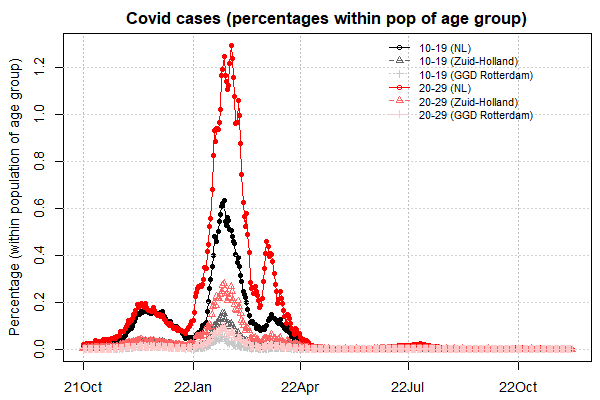 Covid cases (percentages within pop of age group)
Percentage (within population of age group)
1.2
1.0
0.8
0.6
0.4
0.2
0.0
10-19 (NL)
10-19 (Zuid-Holland)
10-19 (GGD Rotterdam)
20-29 (NL)
20-29 (Zuid-Holland)
20-29 (GGD Rotterdam)
21Oct 22Jan 22Apr 22Jul 22Oct